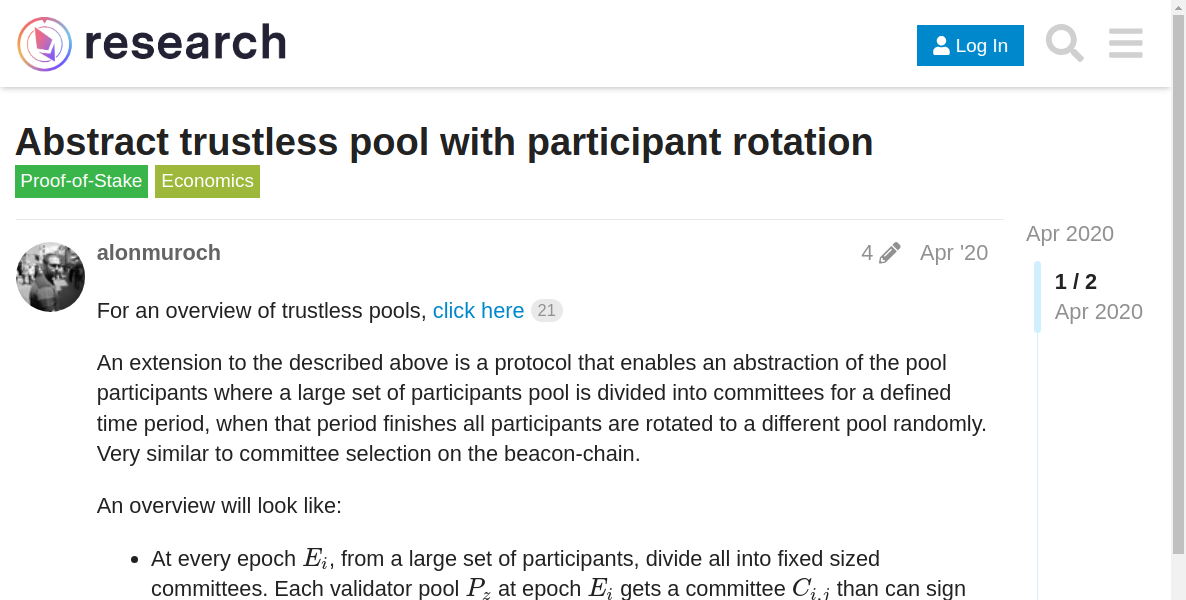 research
Log In
Abstract trustless pool with participant rotation
Proof-of-Stake Economics
alonmuroch
4 Apr '20
Apr 2020
1 / 2
Apr 2020
For an overview of trustless pools, click here 21
An extension to the described above is a protocol that enables an abstraction of the pool
participants where a large set of participants pool is divided into committees for a defined
time period, when that period finishes all participants are rotated to a different pool randomly.
Very similar to committee selection on the beacon-chain.
An overview will look like:
• At every epoch E_i, from a large set of participants, divide all into fixed sized
committees. Each validator pool P_z at epoch E_i gets a committee C_{i,j} than can sign